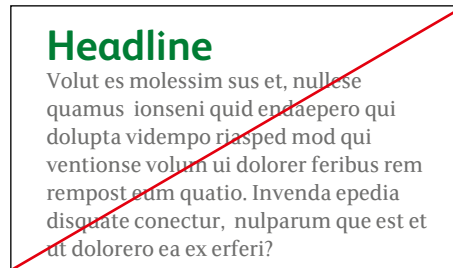 Headline
Volut es molessim sus et, nullese
quamus ionseni quid endaepero qui
dolupta vidempo riasped mod qui
ventionse volum ui dolorer feribus rem
rempost eum quatio. Invenda epedia
disquate conectur, nulparum que est et
ut dolorero ea ex erferi?